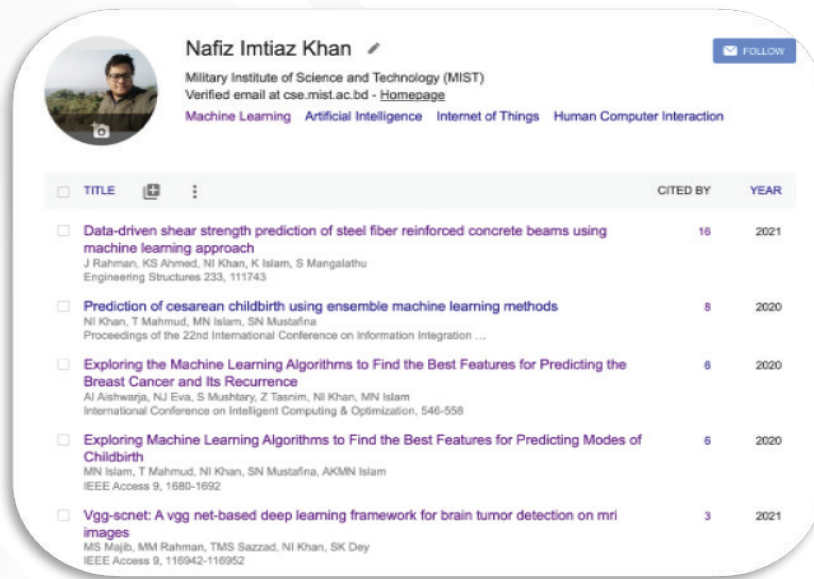 Nafiz Imtiaz Khan
FOLLOW
Military Institute of Science and Technology (MIST)
Verified email at cse.mist.ac.bd - Homepage
Machine Learning Artificial Intelligence Internet of Things Human Computer Interaction
TITLE CITED BY YEAR
Data-driven shear strength prediction of steel fiber reinforced concrete beams using 16 2021
machine learning approach
J Rahman, KS Ahmed, NI Khan, K Islam, S Mangalathu
Engineering Structures 233, 111743
Prediction of cesarean childbirth using ensemble machine learning methods 8 2020
NI Khan, T Mahmud, MN Islam, SN Mustafina
Proceedings of the 22nd International Conference on Information Integration ...
Exploring the Machine Learning Algorithms to Find the Best Features for Predicting the 6 2020
Breast Cancer and Its Recurrence
AI Aishwarja, NJ Eva, S Mushtary, Z Tasnim, NI Khan, MN Islam
International Conference on Intelligent Computing & Optimization, 546-558
Exploring Machine Learning Algorithms to Find the Best Features for Predicting Modes of 6 2020
Childbirth
MN Islam, T Mahmud, NI Khan, SN Mustafina, AKMN Islam
IEEE Access 9, 1680-1692
Vgg-scnet: A vgg net-based deep learning framework for brain tumor detection on mri 3 2021
images
MS Majib, MM Rahman, TMS Sazzad, NI Khan, SK Dey
IEEE Access 9, 116942-116952